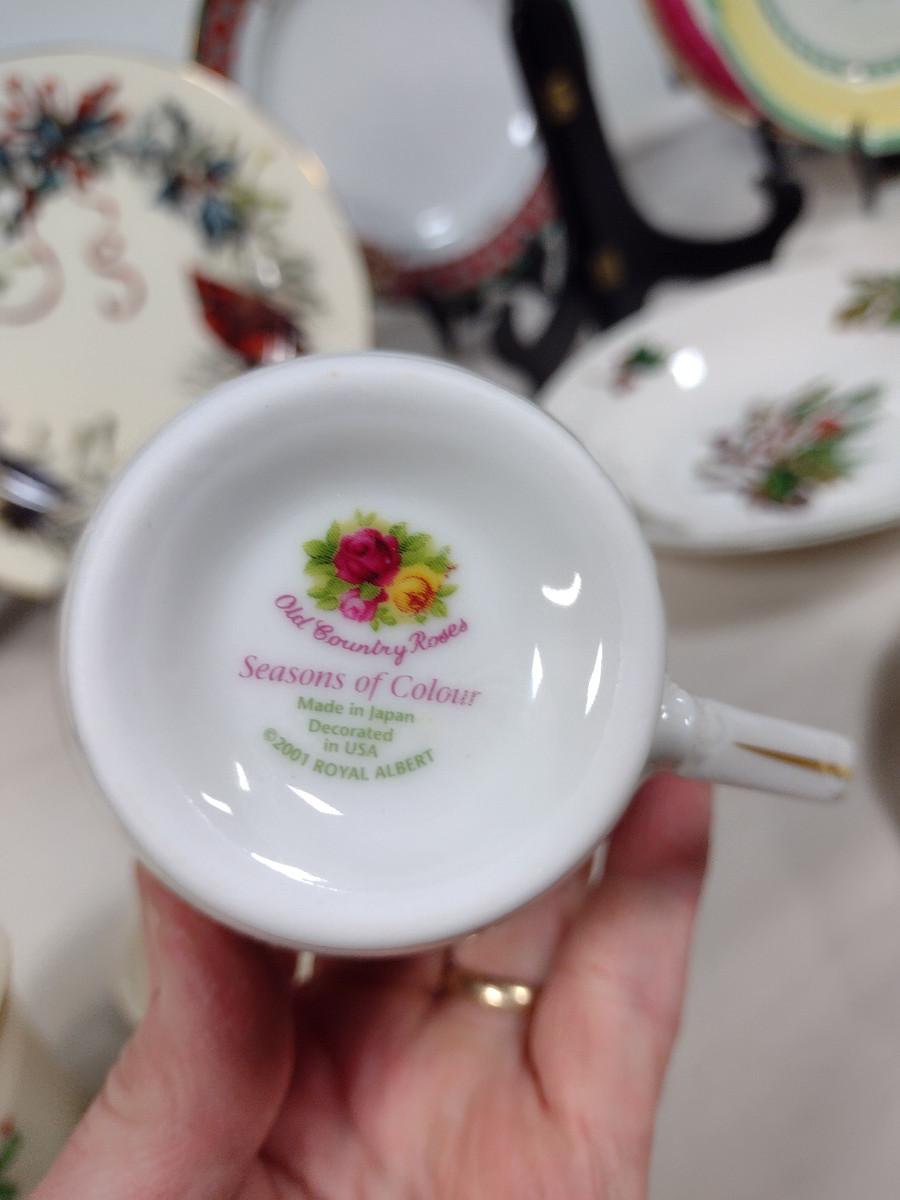 Old Country Roses
Seasons of Colour
Made in Japan
Decorated
in USA
©2001 ROYAL ALBERT